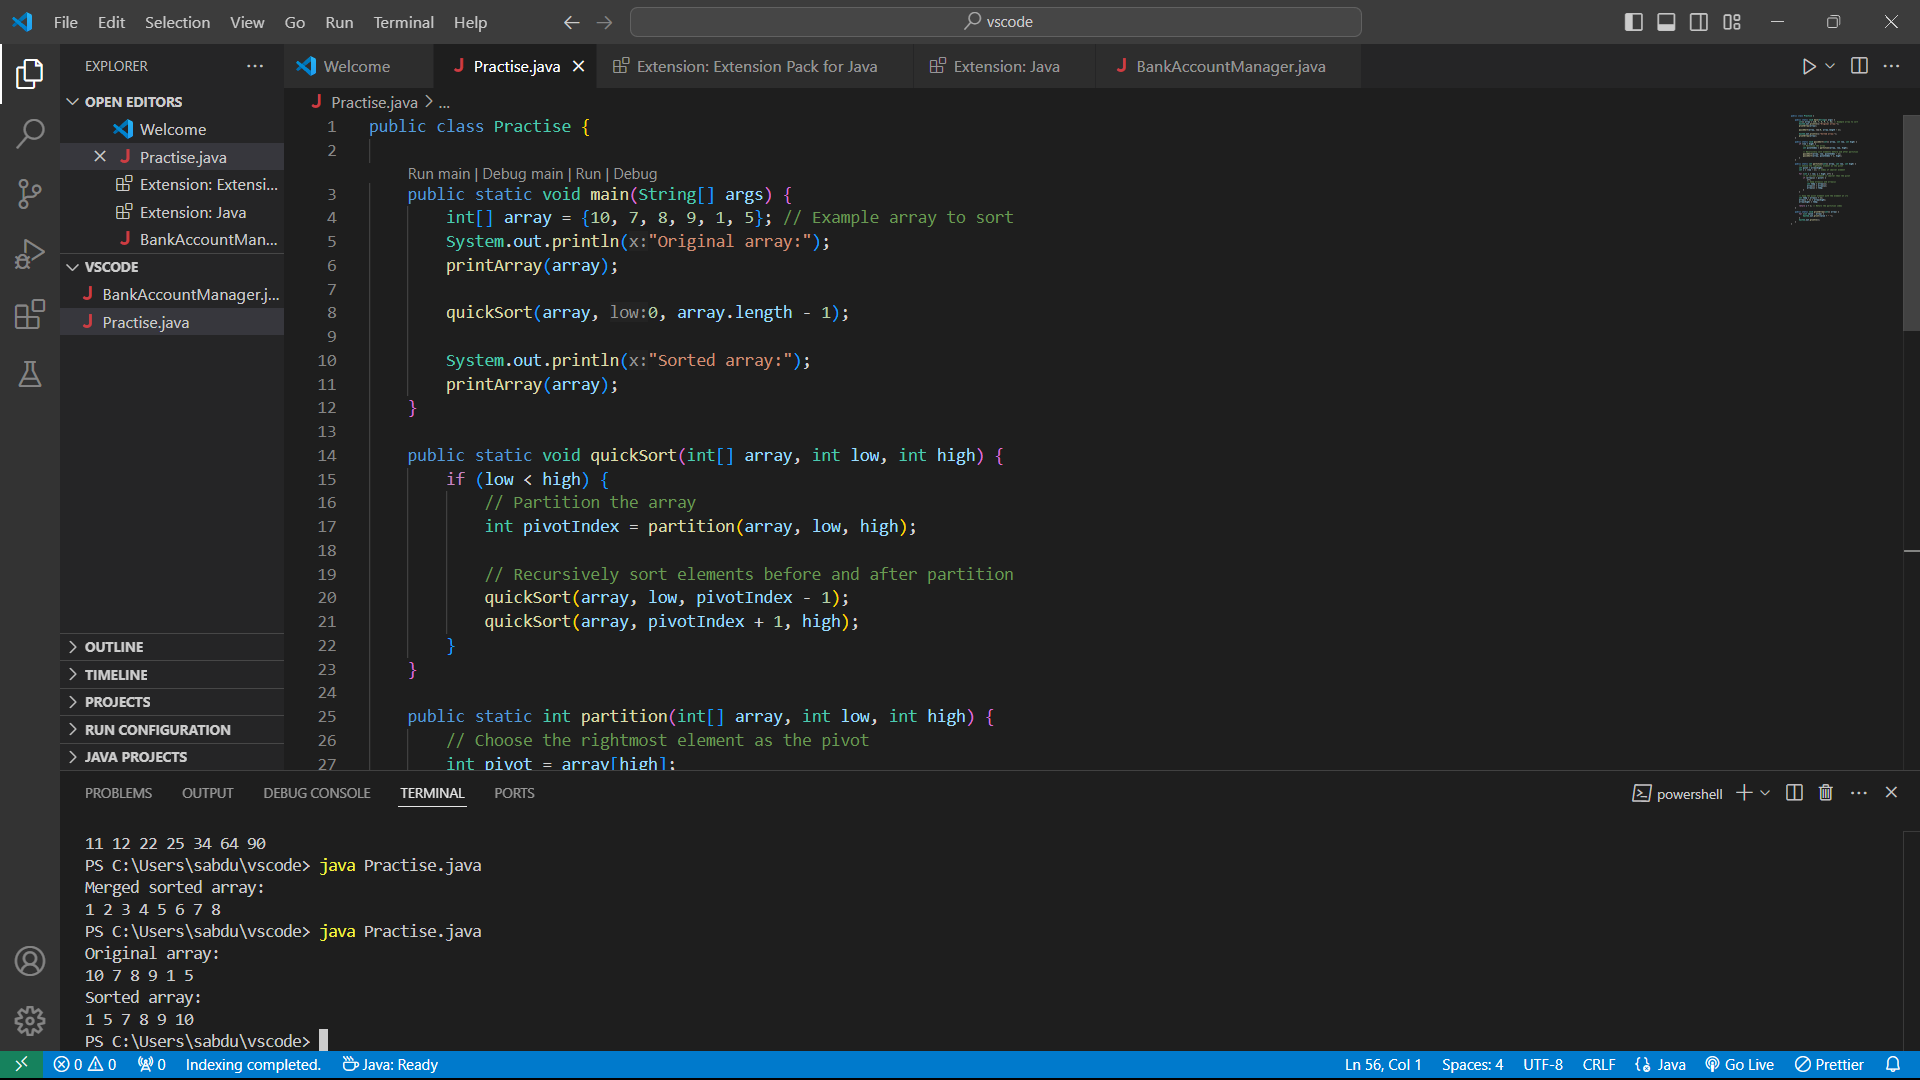 File Edit Selection View Go Run Terminal Help
vscode
EXPLORER
OPEN EDITORS
Welcome
Practise.java
Extension: Extensi...
Extension: Java
BankAccountMan...
VSCODE
BankAccountManager.j...
Practise.java
OUTLINE
TIMELINE
PROJECTS
RUN CONFIGURATION
JAVA PROJECTS
Welcome Practise.java Extension: Extension Pack for Java Extension: Java BankAccountManager.java
Practise.java > ...
1 public class Practise {
2
Run main | Debug main | Run | Debug
3 public static void main(String[] args) {
4 int[] array = {10, 7, 8, 9, 1, 5}; // Example array to sort
5 System.out.println(x:"Original array:");
6 printArray(array);
7
8 quickSort(array, low:0, array.length - 1);
9
10 System.out.println(x:"Sorted array:");
11 printArray(array);
12 }
13
14 public static void quickSort(int[] array, int low, int high) {
15 if (low < high) {
16 // Partition the array
17 int pivotIndex = partition(array, low, high);
18
19 // Recursively sort elements before and after partition
20 quickSort(array, low, pivotIndex - 1);
21 quickSort(array, pivotIndex + 1, high);
22 }
23 }
24
25 public static int partition(int[] array, int low, int high) {
26 // Choose the rightmost element as the pivot
27 int pivot = array[high];
PROBLEMS OUTPUT DEBUG CONSOLE TERMINAL PORTS
powershell
11 12 22 25 34 64 90
PS C:\Users\sabdu\vscode> java Practise.java
Merged sorted array:
1 2 3 4 5 6 7 8
PS C:\Users\sabdu\vscode> java Practise.java
Original array:
10 7 8 9 1 5
Sorted array:
1 5 7 8 9 10
PS C:\Users\sabdu\vscode>
0 0 0 Indexing completed. Java: Ready
Ln 56, Col 1 Spaces: 4 UTF-8 CRLF {} Java Go Live Prettier